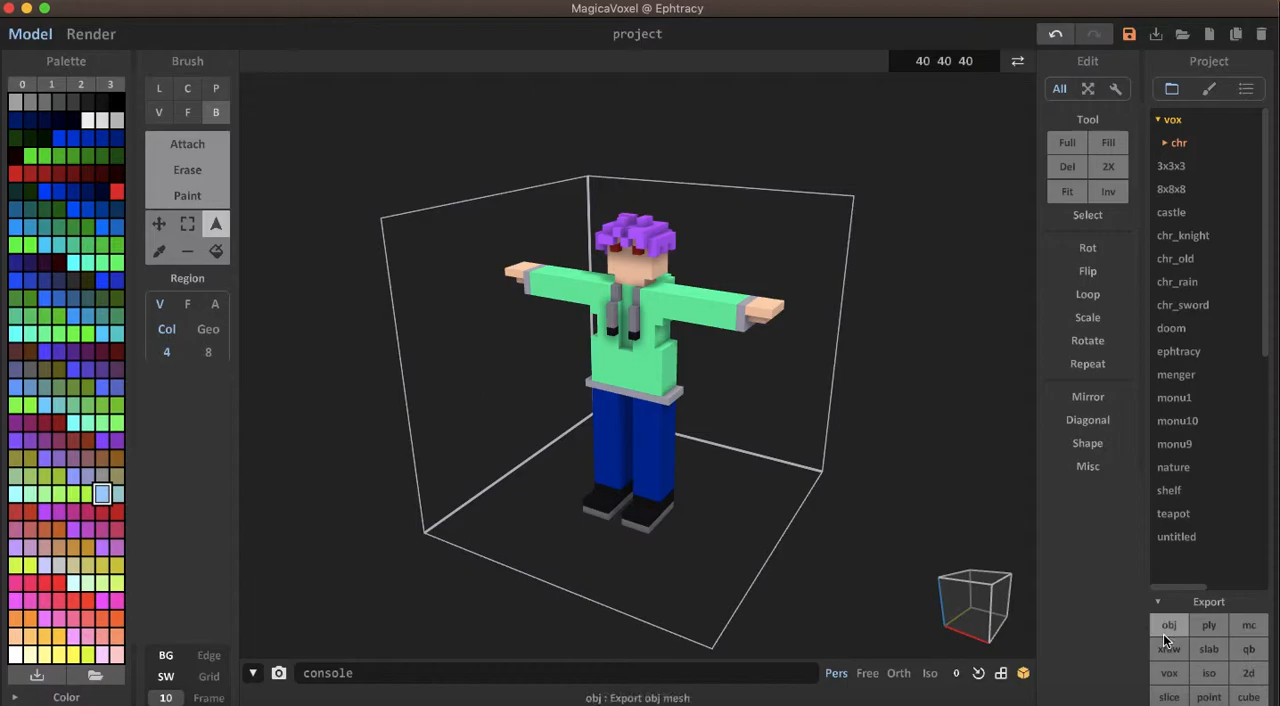 MagicaVoxel @ Ephtracy
Model Render
project
Palette
0 1 2 3
Color
Brush
L C P
V F B
Attach
Erase
Paint
Region
V F A
Col Geo
4 8
BG Edge
SW Grid
10 Frame
40 40 40
console
Pers Free Orth Iso 0
obj : Export obj mesh
Edit
All
Tool
Full Fill
Del 2X
Fit Inv
Select
Rot
Flip
Loop
Scale
Rotate
Repeat
Mirror
Diagonal
Shape
Misc
Project
vox
chr
3x3x3
8x8x8
castle
chr_knight
chr_old
chr_rain
chr_sword
doom
ephtracy
menger
monu1
monu10
monu9
nature
shelf
teapot
untitled
Export
obj ply mc
xraw slab qb
vox iso 2d
slice point cube